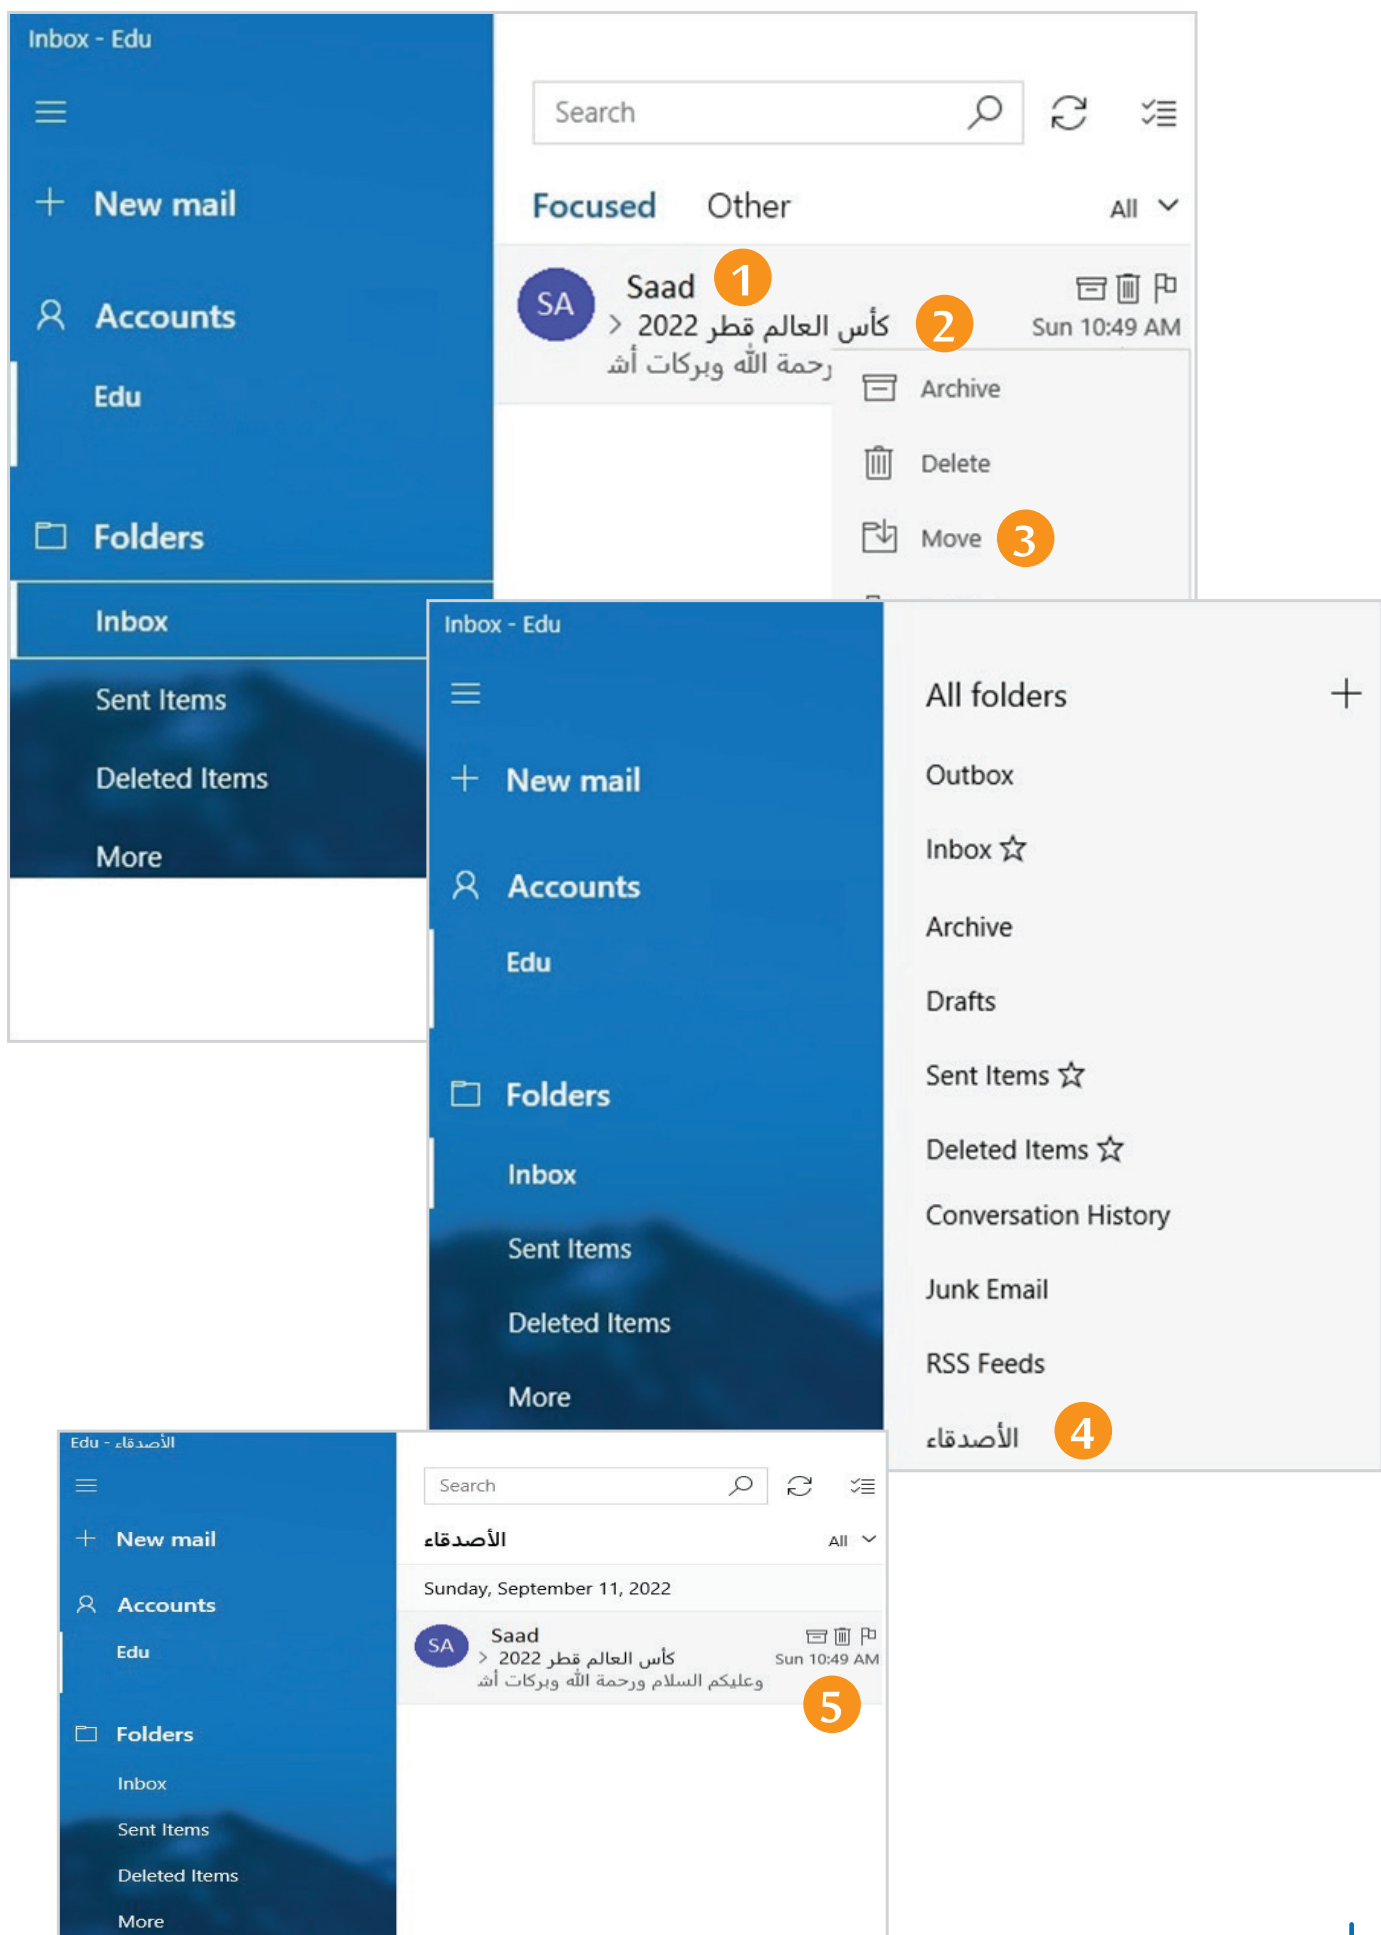 Inbox - Edu
Search
New mail
Focused Other All
Saad 1
كأس العالم قطر 2022 > 2
Sun 10:49 AM
رحمة الله وبركات أش
Accounts
Edu
Archive
Delete
Move 3
Folders
Inbox
Sent Items
Deleted Items
More
Inbox - Edu
New mail
Accounts
Edu
Folders
Inbox
Sent Items
Deleted Items
More
All folders
Outbox
Inbox
Archive
Drafts
Sent Items
Deleted Items
Conversation History
Junk Email
RSS Feeds
الأصدقاء 4
الأصدقاء - Edu
New mail
Accounts
Edu
Folders
Inbox
Sent Items
Deleted Items
More
Search
الأصدقاء All
Sunday, September 11, 2022
SA Saad
كأس العالم قطر 2022 >
Sun 10:49 AM
وعليكم السلام ورحمة الله وبركات أش
5
SA